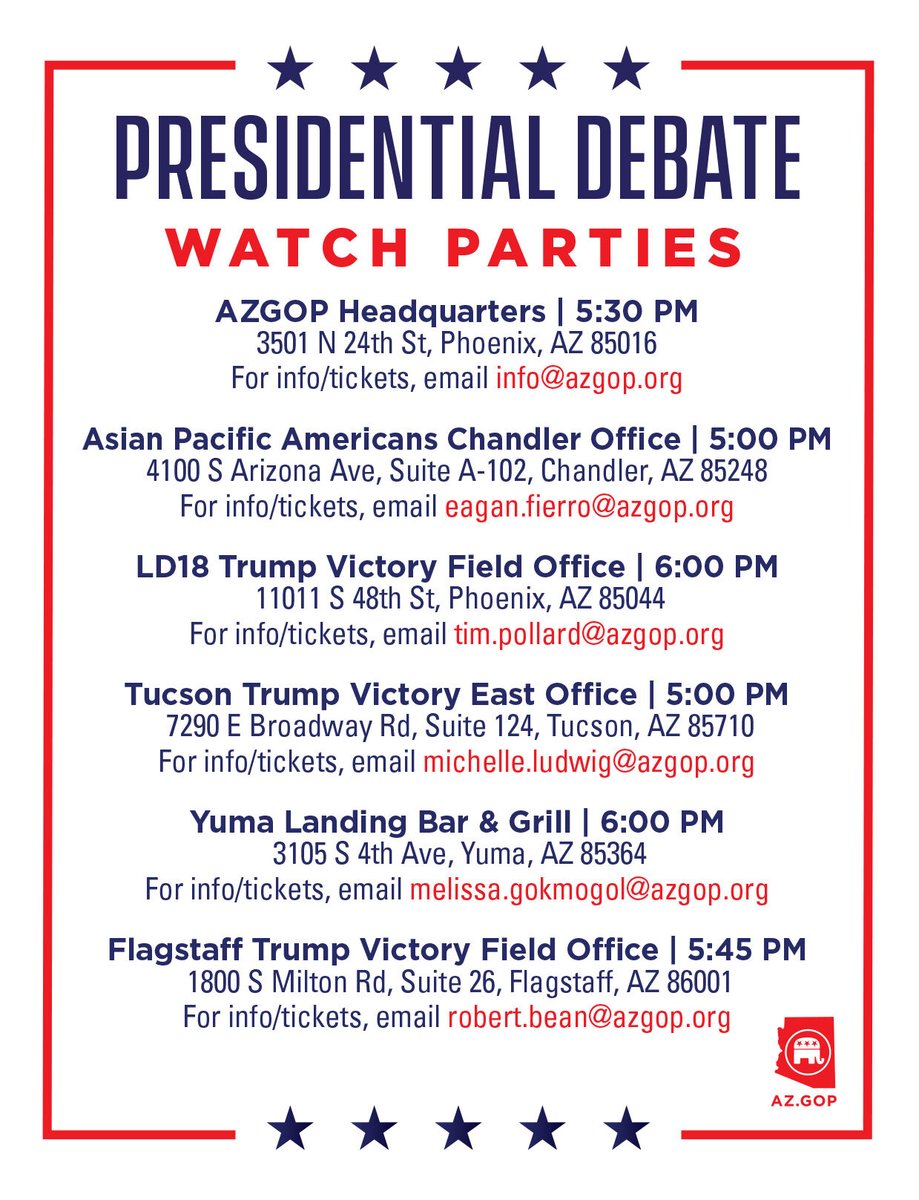 PRESIDENTIAL DEBATE
WATCH PARTIES
AZGOP Headquarters | 5:30 PM
3501 N 24th St, Phoenix, AZ 85016
For info/tickets, email info@azgop.org
Asian Pacific Americans Chandler Office | 5:00 PM
4100 S Arizona Ave, Suite A-102, Chandler, AZ 85248
For info/tickets, email eagan.fierro@azgop.org
LD18 Trump Victory Field Office | 6:00 PM
11011 S 48th St, Phoenix, AZ 85044
For info/tickets, email tim.pollard@azgop.org
Tucson Trump Victory East Office | 5:00 PM
7290 E Broadway Rd, Suite 124, Tucson, AZ 85710
For info/tickets, email michelle.ludwig@azgop.org
Yuma Landing Bar & Grill | 6:00 PM
3105 S 4th Ave, Yuma, AZ 85364
For info/tickets, email melissa.gokmogol@azgop.org
Flagstaff Trump Victory Field Office | 5:45 PM
1800 S Milton Rd, Suite 26, Flagstaff, AZ 86001
For info/tickets, email robert.bean@azgop.org
AZ.GOP